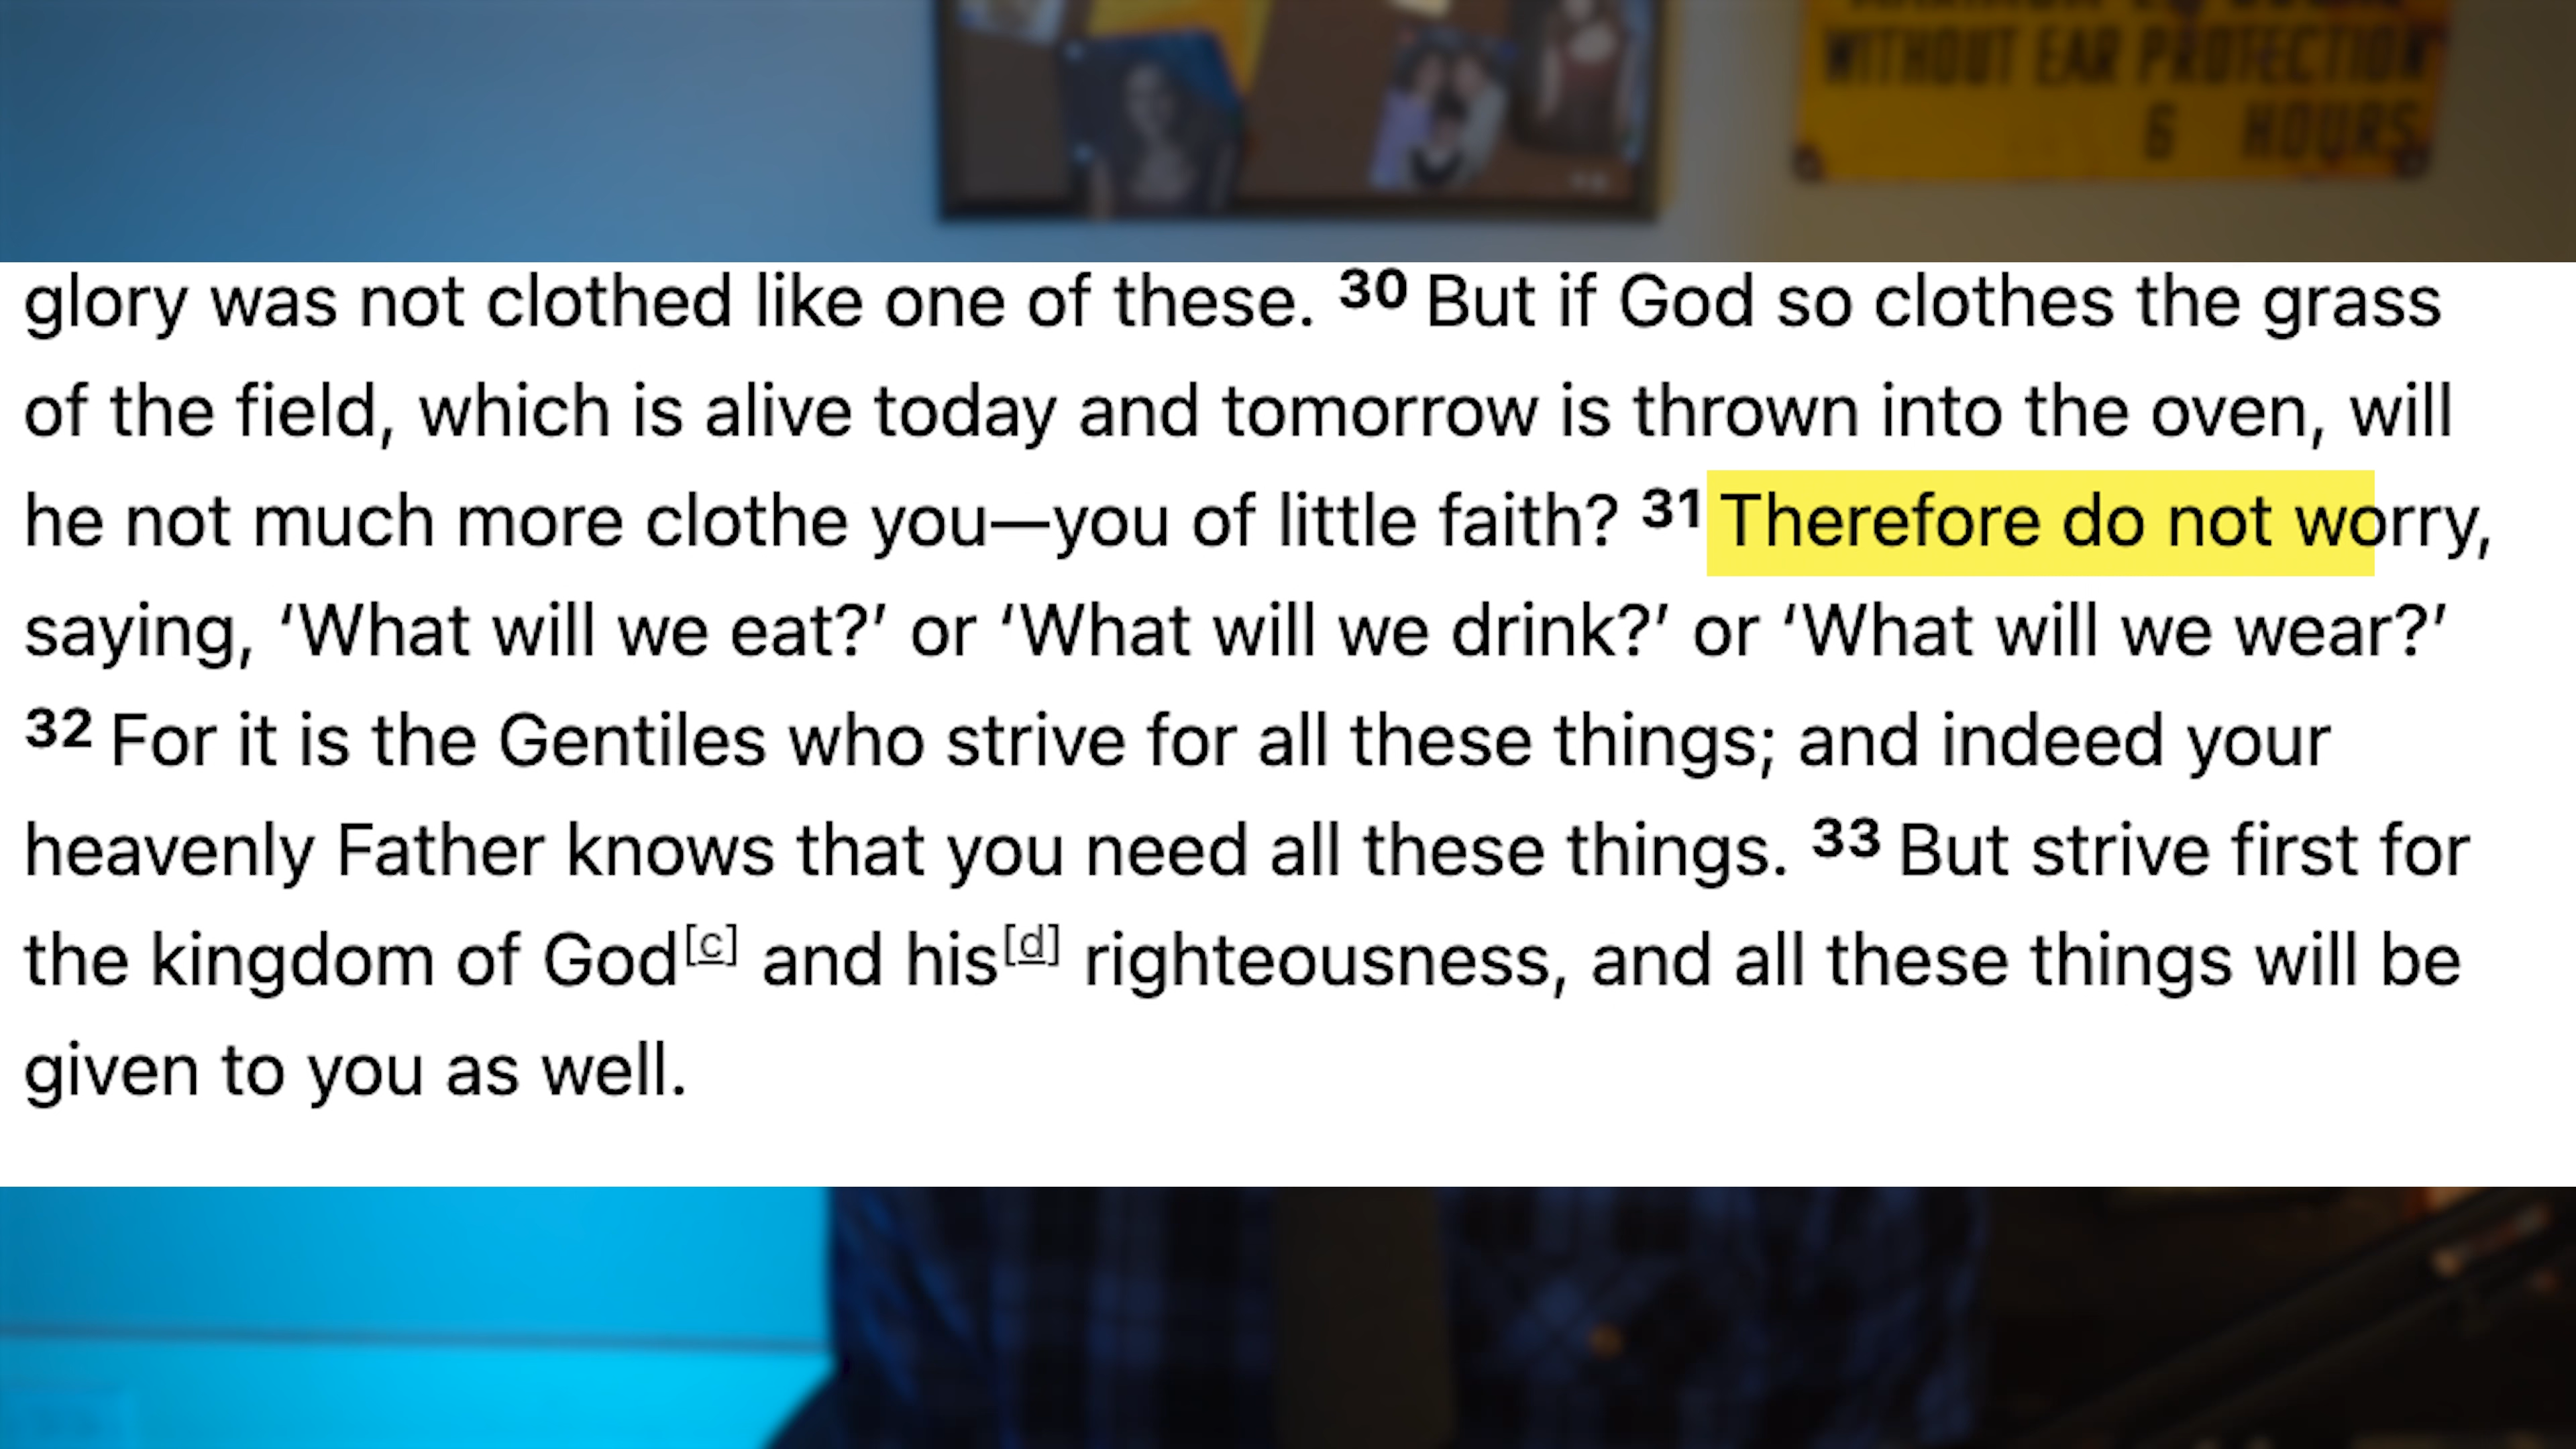 WITHOUT EAR PROTECTION
6 HOURS
glory was not clothed like one of these. 30 But if God so clothes the grass
of the field, which is alive today and tomorrow is thrown into the oven, will
he not much more clothe you—you of little faith? 31 Therefore do not worry,
saying, ‘What will we eat?’ or ‘What will we drink?’ or ‘What will we wear?’
32 For it is the Gentiles who strive for all these things; and indeed your
heavenly Father knows that you need all these things. 33 But strive first for
the kingdom of God[c] and his[d] righteousness, and all these things will be
given to you as well.